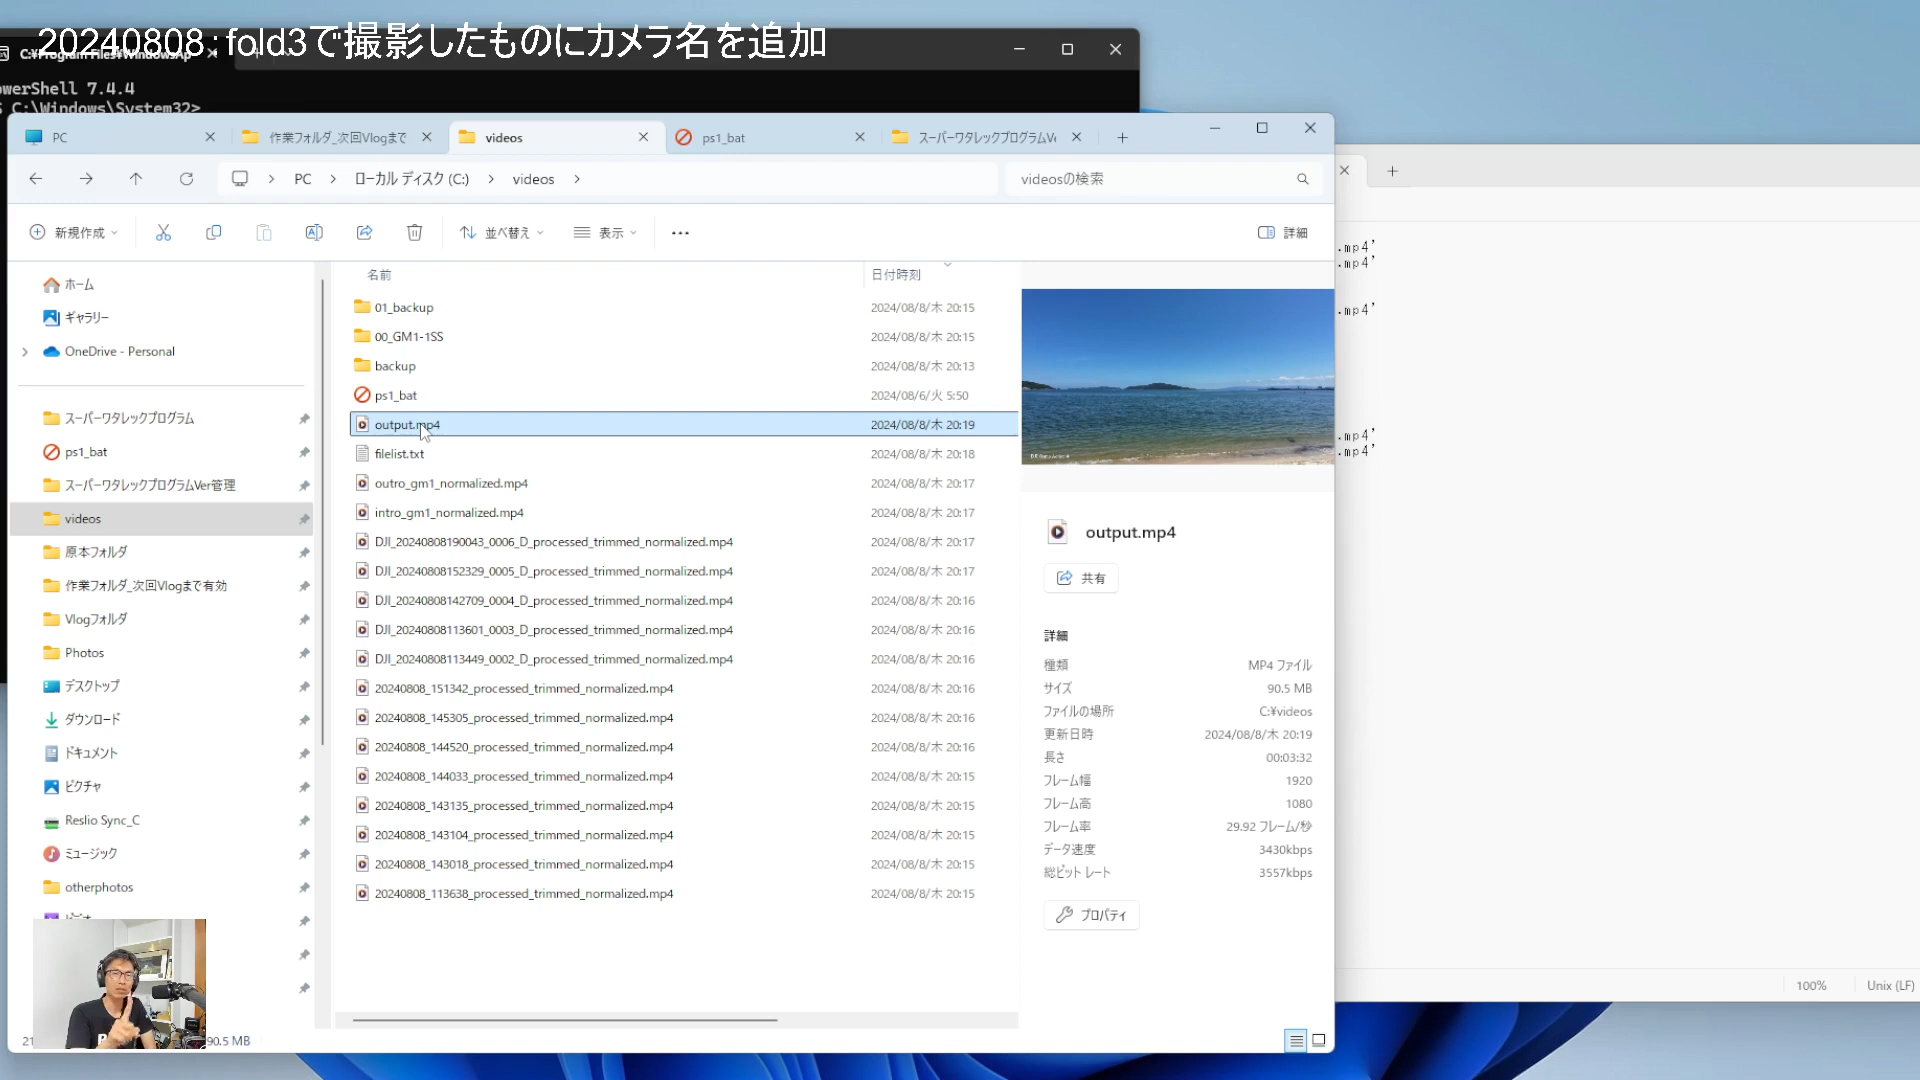 20240808：fold3で撮影したものにカメラ名を追加
C:¥Program Files¥WindowsAp
owerShell 7.4.4
S C:\Windows\System32>
PC
作業フォルダ_次回Vlogまで
videos
ps1_bat
スーパーワタレックプログラムVe
PC
ローカル ディスク (C:)
videos
videosの検索
新規作成
並べ替え
表示
詳細
ホーム
ギャラリー
OneDrive - Personal
スーパーワタレックプログラム
ps1_bat
スーパーワタレックプログラムVer管理
videos
原本フォルダ
作業フォルダ_次回Vlogまで有効
Vlogフォルダ
Photos
デスクトップ
ダウンロード
ドキュメント
ピクチャ
Reslio Sync_C
ミュージック
otherphotos
名前
日付時刻
01_backup 2024/08/8/木 20:15
00_GM1-1SS 2024/08/8/木 20:15
backup 2024/08/8/木 20:13
ps1_bat 2024/08/6/火 5:50
output.mp4 2024/08/8/木 20:19
filelist.txt 2024/08/8/木 20:18
outro_gm1_normalized.mp4 2024/08/8/木 20:17
intro_gm1_normalized.mp4 2024/08/8/木 20:17
DJI_20240808190043_0006_D_processed_trimmed_normalized.mp4 2024/08/8/木 20:17
DJI_20240808152329_0005_D_processed_trimmed_normalized.mp4 2024/08/8/木 20:17
DJI_20240808142709_0004_D_processed_trimmed_normalized.mp4 2024/08/8/木 20:16
DJI_20240808113601_0003_D_processed_trimmed_normalized.mp4 2024/08/8/木 20:16
DJI_20240808113449_0002_D_processed_trimmed_normalized.mp4 2024/08/8/木 20:16
20240808_151342_processed_trimmed_normalized.mp4 2024/08/8/木 20:16
20240808_145305_processed_trimmed_normalized.mp4 2024/08/8/木 20:16
20240808_144520_processed_trimmed_normalized.mp4 2024/08/8/木 20:16
20240808_144033_processed_trimmed_normalized.mp4 2024/08/8/木 20:15
20240808_143135_processed_trimmed_normalized.mp4 2024/08/8/木 20:15
20240808_143104_processed_trimmed_normalized.mp4 2024/08/8/木 20:15
20240808_143018_processed_trimmed_normalized.mp4 2024/08/8/木 20:15
20240808_113638_processed_trimmed_normalized.mp4 2024/08/8/木 20:15
output.mp4
共有
詳細
種類 MP4 ファイル
サイズ 90.5 MB
ファイルの場所 C:¥videos
更新日時 2024/08/8/木 20:19
長さ 00:03:32
フレーム幅 1920
フレーム高 1080
フレーム率 29.92 フレーム/秒
データ速度 3430kbps
総ビット レート 3557kbps
プロパティ
90.5 MB
.mp4'
.mp4'
.mp4'
.mp4'
.mp4'
100%
Unix (LF)